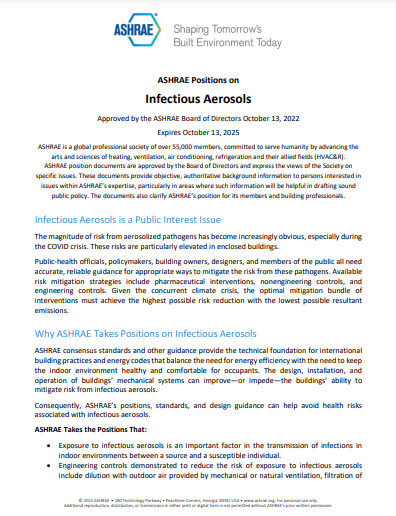 ASHRAE
Shaping Tomorrow's
Built Environment Today
ASHRAE Positions on
Infectious Aerosols
Approved by the ASHRAE Board of Directors October 13, 2022
Expires October 13, 2025
ASHRAE is a global professional society of over 55,000 members, committed to serve humanity by advancing the
arts and sciences of heating, ventilation, air conditioning, refrigeration and their allied fields (HVAC&R).
ASHRAE position documents are approved by the Board of Directors and express the views of the Society on
specific issues. These documents provide objective, authoritative background information to persons interested in
issues within ASHRAE's expertise, particularly in areas where such information will be helpful in drafting sound
public policy. The documents also clarify ASHRAE's position for its members and building professionals.
Infectious Aerosols is a Public Interest Issue
The magnitude of risk from aerosolized pathogens has become increasingly obvious, especially during
the COVID crisis. These risks are particularly elevated in enclosed buildings.
Public-health officials, policymakers, building owners, designers, and members of the public all need
accurate, reliable guidance for appropriate ways to mitigate the risk from these pathogens. Available
risk mitigation strategies include pharmaceutical interventions, nonengineering controls, and
engineering controls. Given the concurrent climate crisis, the optimal mitigation bundle of
interventions must achieve the highest possible risk reduction with the lowest possible resultant
emissions.
Why ASHRAE Takes Positions on Infectious Aerosols
ASHRAE consensus standards and other guidance provide the technical foundation for international
building practices and energy codes that balance the need for energy efficiency with the need to keep
the indoor environment healthy and comfortable for occupants. The design, installation, and
operation of buildings' mechanical systems can improve—or impede—the buildings' ability to
mitigate risk from infectious aerosols.
Consequently, ASHRAE's positions, standards, and design guidance can help avoid health risks
associated with infectious aerosols.
ASHRAE Takes the Positions That:
• Exposure to infectious aerosols is an important factor in the transmission of infections in
indoor environments between a source and a susceptible individual.
• Engineering controls demonstrated to reduce the risk of exposure to infectious aerosols
include dilution with outdoor air provided by mechanical or natural ventilation, filtration of
© 2022 ASHRAE • 180 Technology Parkway • Peachtree Corners, Georgia 30092 USA • www.ashrae.org. For personal use only.
Additional reproduction, distribution, or transmission in either print or digital form is not permitted without ASHRAE's prior written permission.